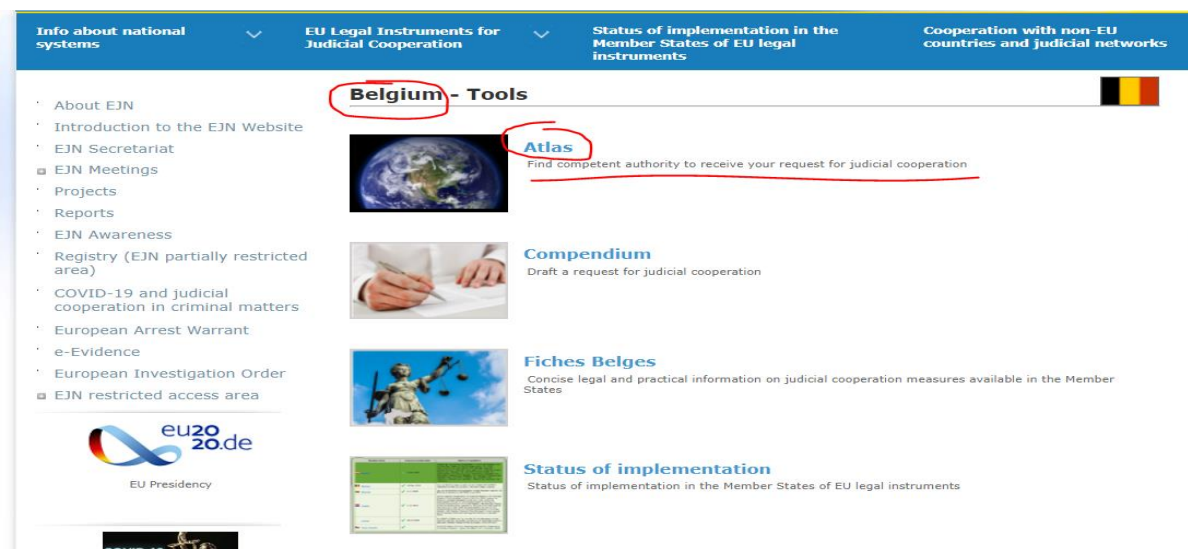 Info about national
systems
EU Legal Instruments for
Judicial Cooperation
Status of implementation in the
Member States of EU legal
instruments
Cooperation with non-EU
countries and judicial networks
About EJN
Introduction to the EJN Website
EJN Secretariat
EJN Meetings
Projects
Reports
EJN Awareness
Registry (EJN partially restricted
area)
COVID-19 and judicial
cooperation in criminal matters
European Arrest Warrant
e-Evidence
European Investigation Order
EJN restricted access area
eu20
20.de
EU Presidency
Belgium - Tools
Atlas
Find competent authority to receive your request for judicial cooperation
Compendium
Draft a request for judicial cooperation
Fiches Belges
Concise legal and practical information on judicial cooperation measures available in the Member
States
Status of implementation
Status of implementation in the Member States of EU legal instruments